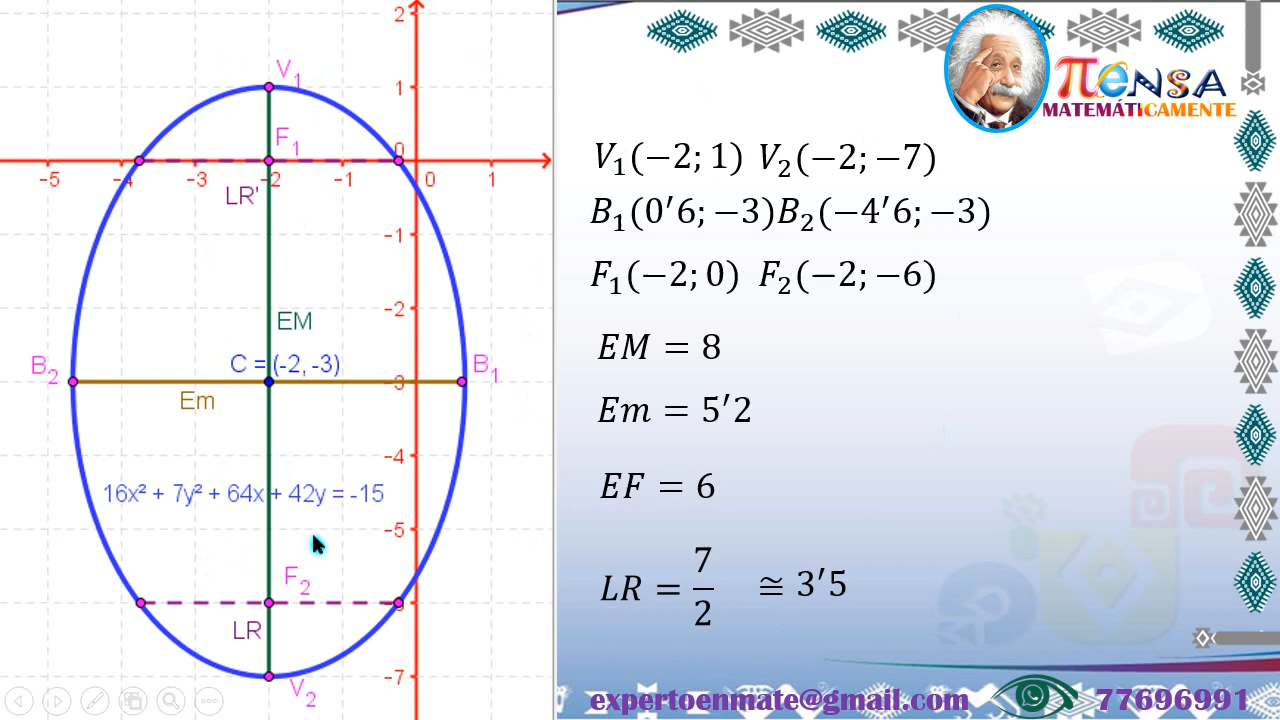 2
V1
1
F1
0
-5 -4 -3 -2 -1 0 1
LR'
-1
-2
EM
C = (-2, -3)
B2 B1
-3
Em
-4
16x² + 7y² + 64x + 42y = -15
-5
F2
LR
-7
V2
πeNSA
MATEMÁTICAMENTE
V₁(−2; 1) V₂(−2; −7)
B₁(0′6; −3)B₂(−4′6; −3)
F₁(−2; 0) F₂(−2; −6)
EM = 8
Em = 5′2
EF = 6
LR = 7/2 ≅ 3′5
expertoenmate@gmail.com 77696991